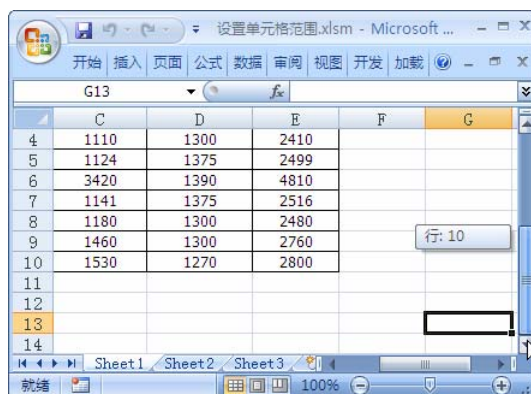 设置单元格范围.xlsm - Microsoft ...
开始 插入 页面 公式 数据 审阅 视图 开发 加载
G13 fx
C D E F G
4 1110 1300 2410
5 1124 1375 2499
6 3420 1390 4810
7 1141 1375 2516
8 1180 1300 2480
9 1460 1300 2760
行: 10
10 1530 1270 2800
11
12
13
14
Sheet1 Sheet2 Sheet3
就绪 100%